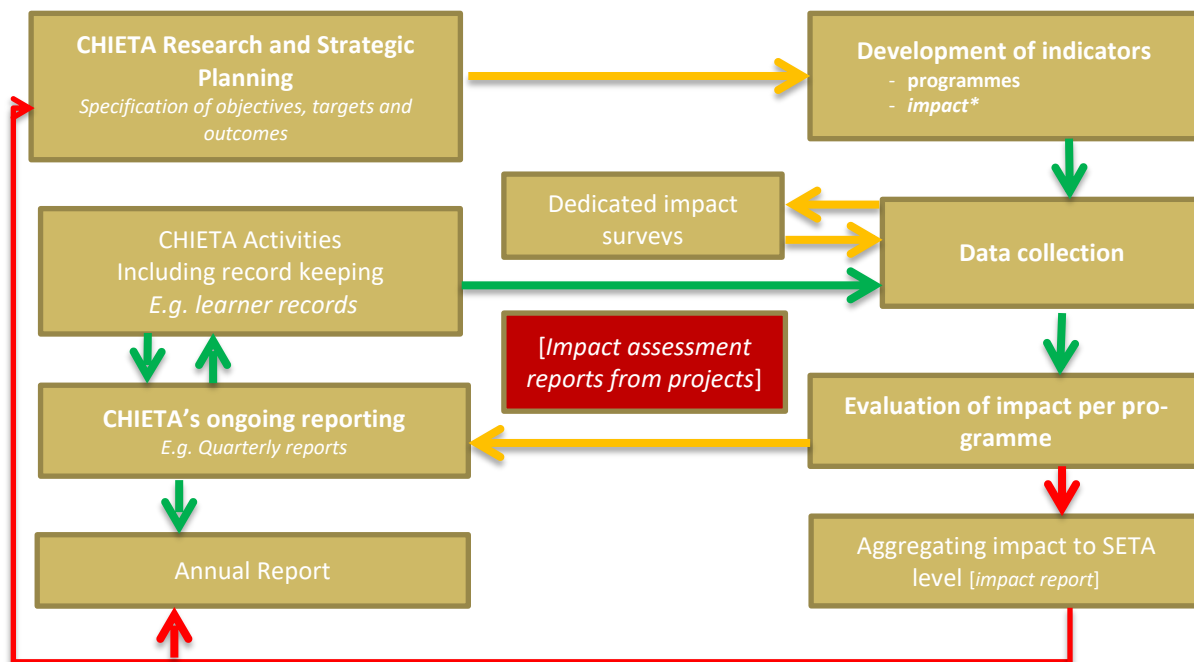 CHIETA Research and Strategic
Planning
Specification of objectives, targets and
outcomes
Development of indicators
- programmes
- impact*
Dedicated impact
surveys
CHIETA Activities
Including record keeping
E.g. learner records
Data collection
[Impact assessment
reports from projects]
CHIETA’s ongoing reporting
E.g. Quarterly reports
Evaluation of impact per pro-
gramme
Annual Report
Aggregating impact to SETA
level [impact report]